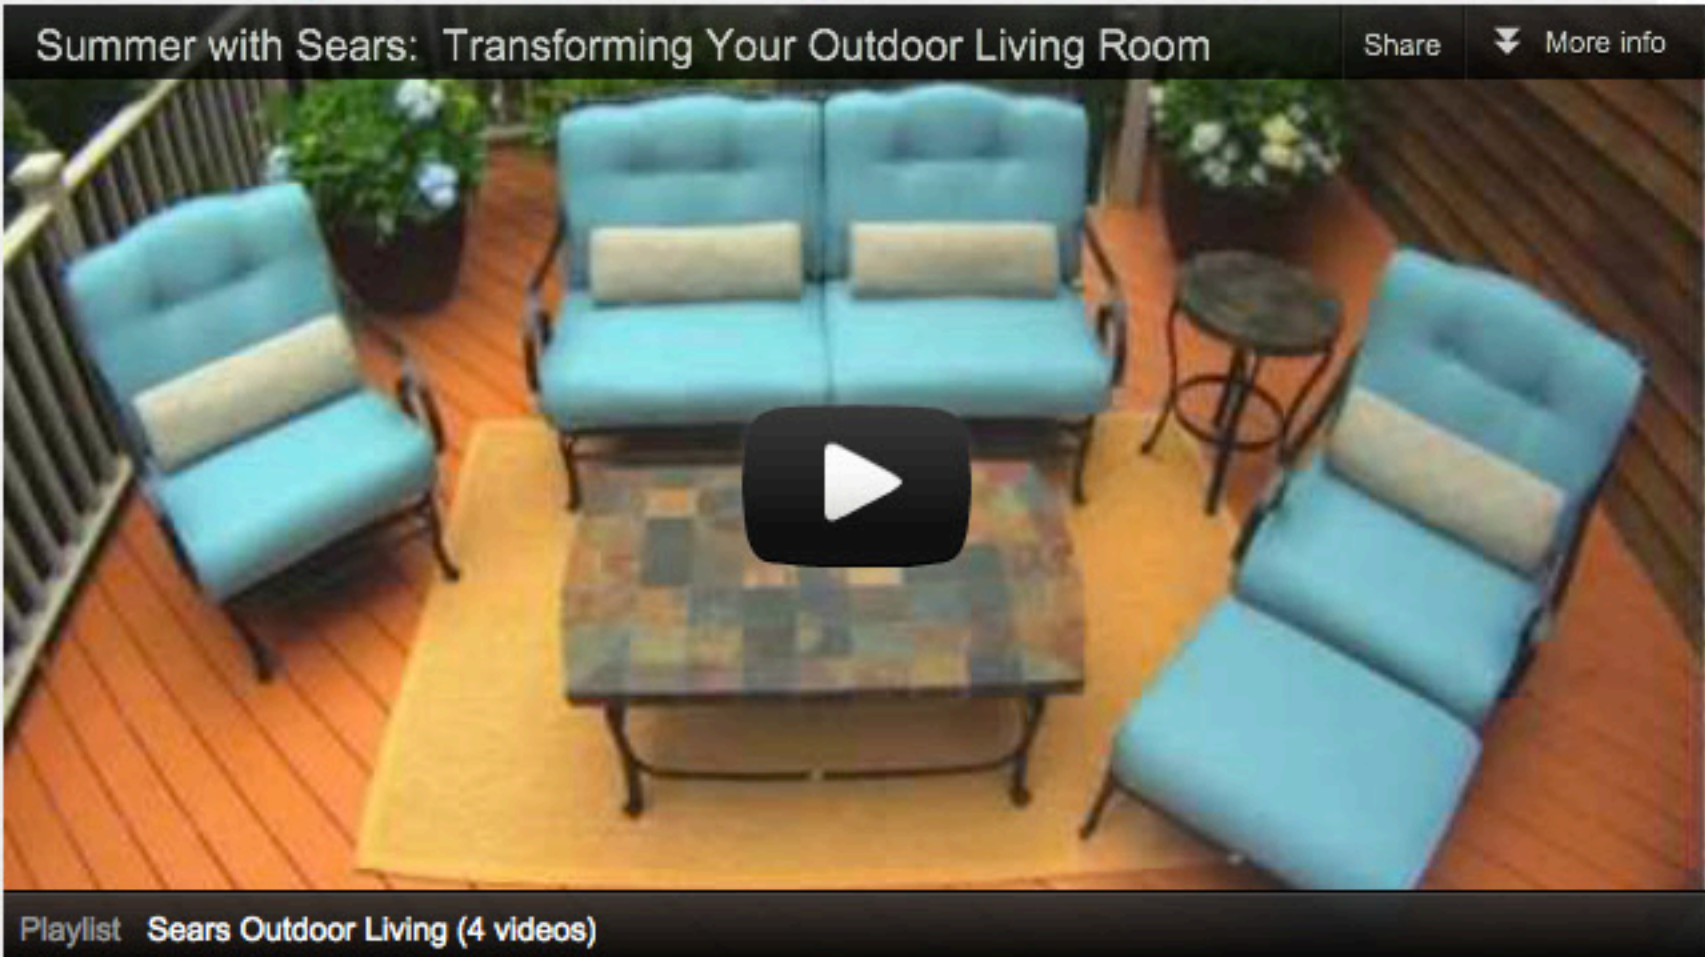 Summer with Sears:  Transforming Your Outdoor Living Room
Share
More info
Playlist Sears Outdoor Living (4 videos)